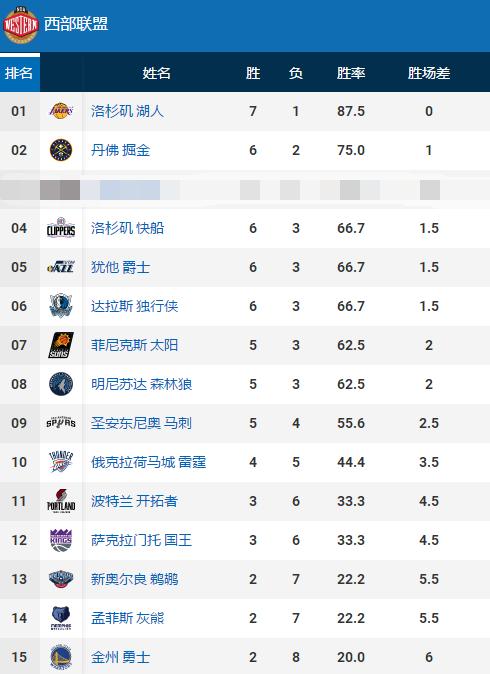 NBA
WESTERN
西部联盟
排名 姓名 胜 负 胜率 胜场差
01 洛杉矶 湖人 7 1 87.5 0
02 丹佛 掘金 6 2 75.0 1
04 CLIPPERS 洛杉矶 快船 6 3 66.7 1.5
05 JAZZ 犹他 爵士 6 3 66.7 1.5
06 达拉斯 独行侠 6 3 66.7 1.5
07 SUNS 菲尼克斯 太阳 5 3 62.5 2
08 明尼苏达 森林狼 5 3 62.5 2
09 SPURS 圣安东尼奥 马刺 5 4 55.6 2.5
10 THUNDER 俄克拉荷马城 雷霆 4 5 44.4 3.5
11 PORTLAND 波特兰 开拓者 3 6 33.3 4.5
12 KINGS 萨克拉门托 国王 3 6 33.3 4.5
13 新奥尔良 鹈鹕 2 7 22.2 5.5
14 MEMPHIS 孟菲斯 灰熊 2 7 22.2 5.5
15 金州 勇士 2 8 20.0 6